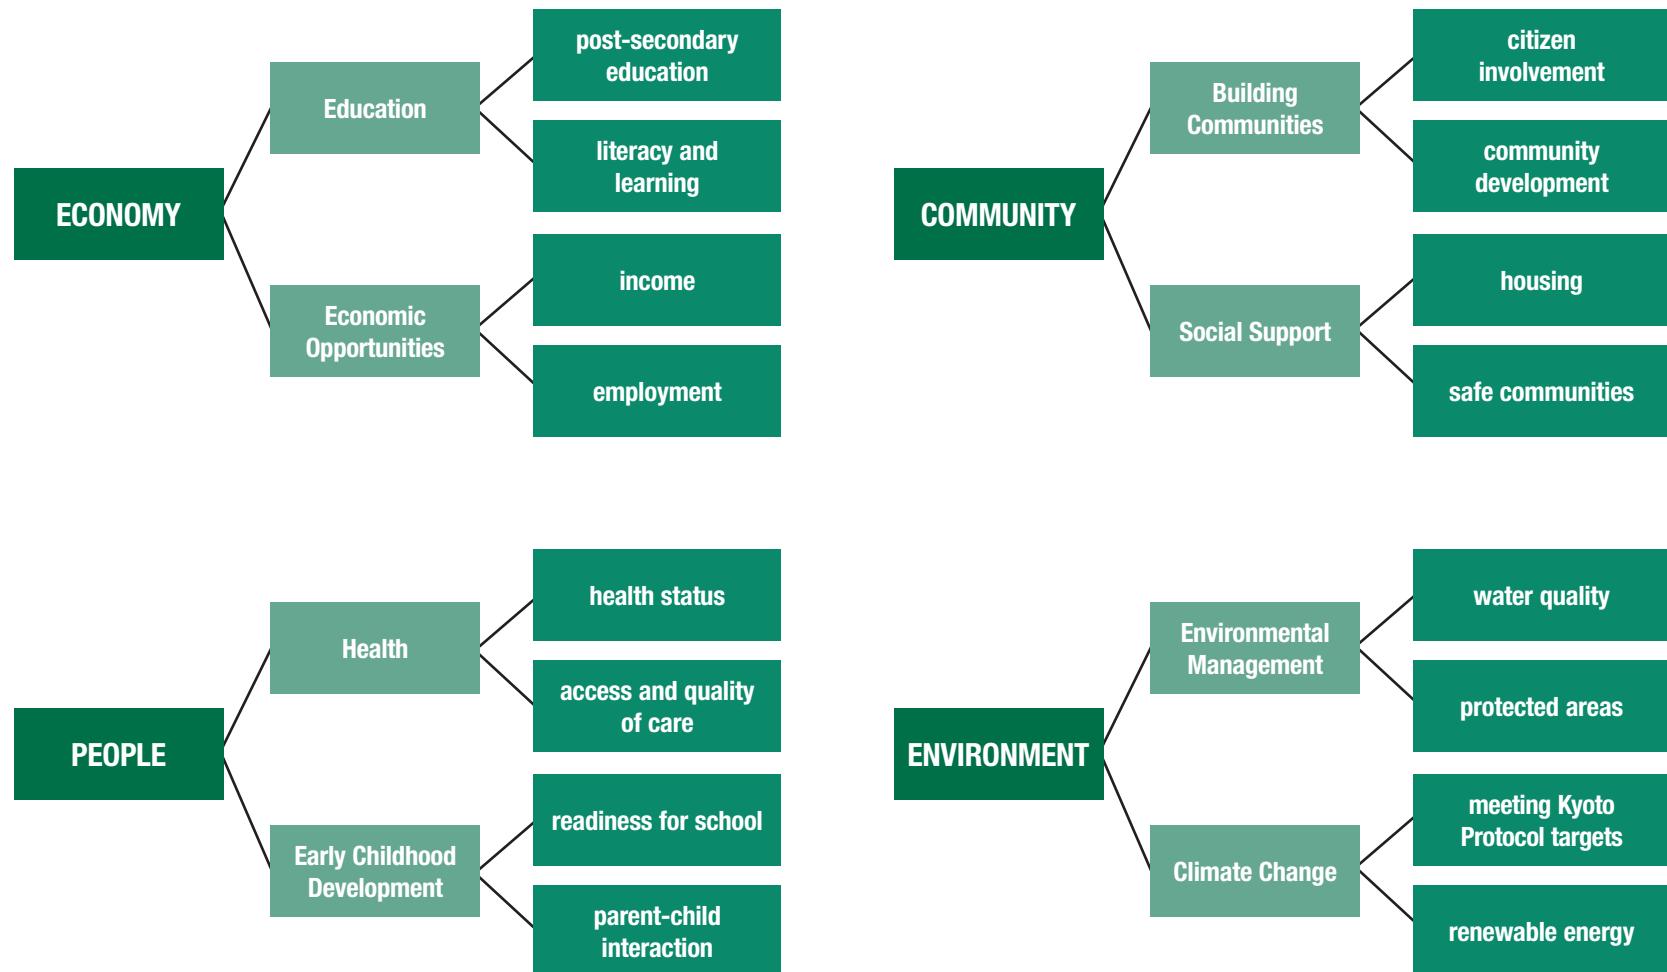 ECONOMY
Education
post-secondary
education
literacy and
learning
Economic
Opportunities
income
employment
COMMUNITY
Building
Communities
citizen
involvement
community
development
Social Support
housing
safe communities
PEOPLE
Health
health status
access and quality
of care
Early Childhood
Development
readiness for school
parent-child
interaction
ENVIRONMENT
Environmental
Management
water quality
protected areas
Climate Change
meeting Kyoto
Protocol targets
renewable energy